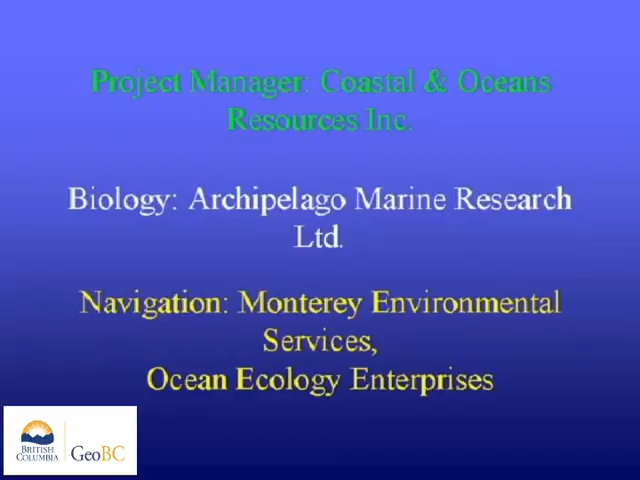 Project Manager: Coastal & Oceans
Resources Inc.
Biology: Archipelago Marine Research
Ltd.
Navigation: Monterey Environmental
Services,
Ocean Ecology Enterprises
BRITISH
COLUMBIA
GeoBC